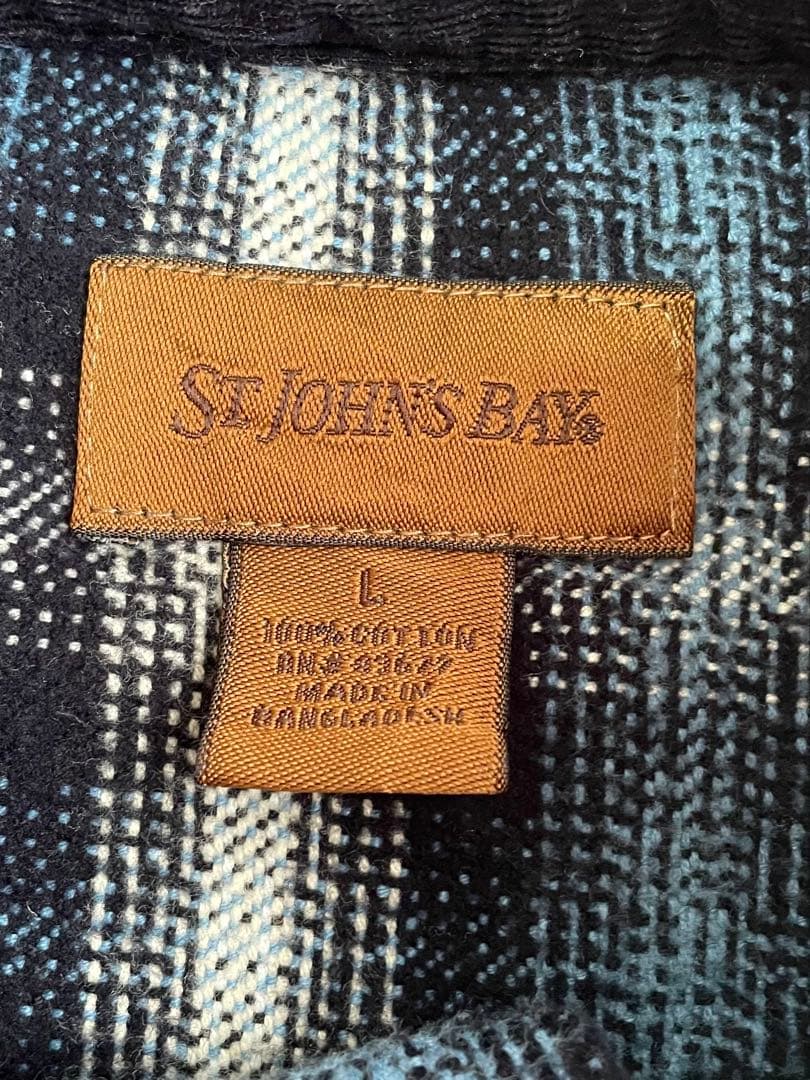 ST. JOHN'S BAY®
L
100% COTTON
RN#93677
MADE IN
BANGLADESH